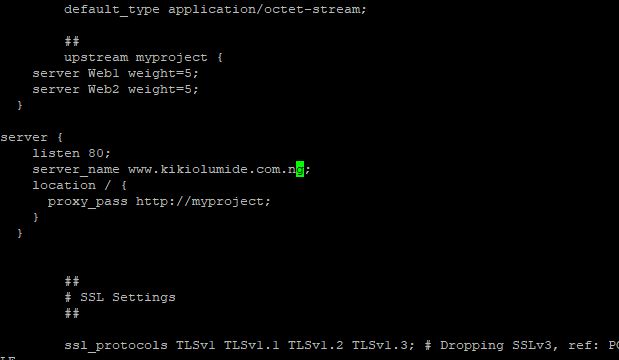 default_type application/octet-stream;
##
upstream myproject {
server Web1 weight=5;
server Web2 weight=5;
}
server {
listen 80;
server_name www.kikiolumide.com.ng;
location / {
proxy_pass http://myproject;
}
}
##
# SSL Settings
##
ssl_protocols TLSv1 TLSv1.1 TLSv1.2 TLSv1.3; # Dropping SSLv3, ref: